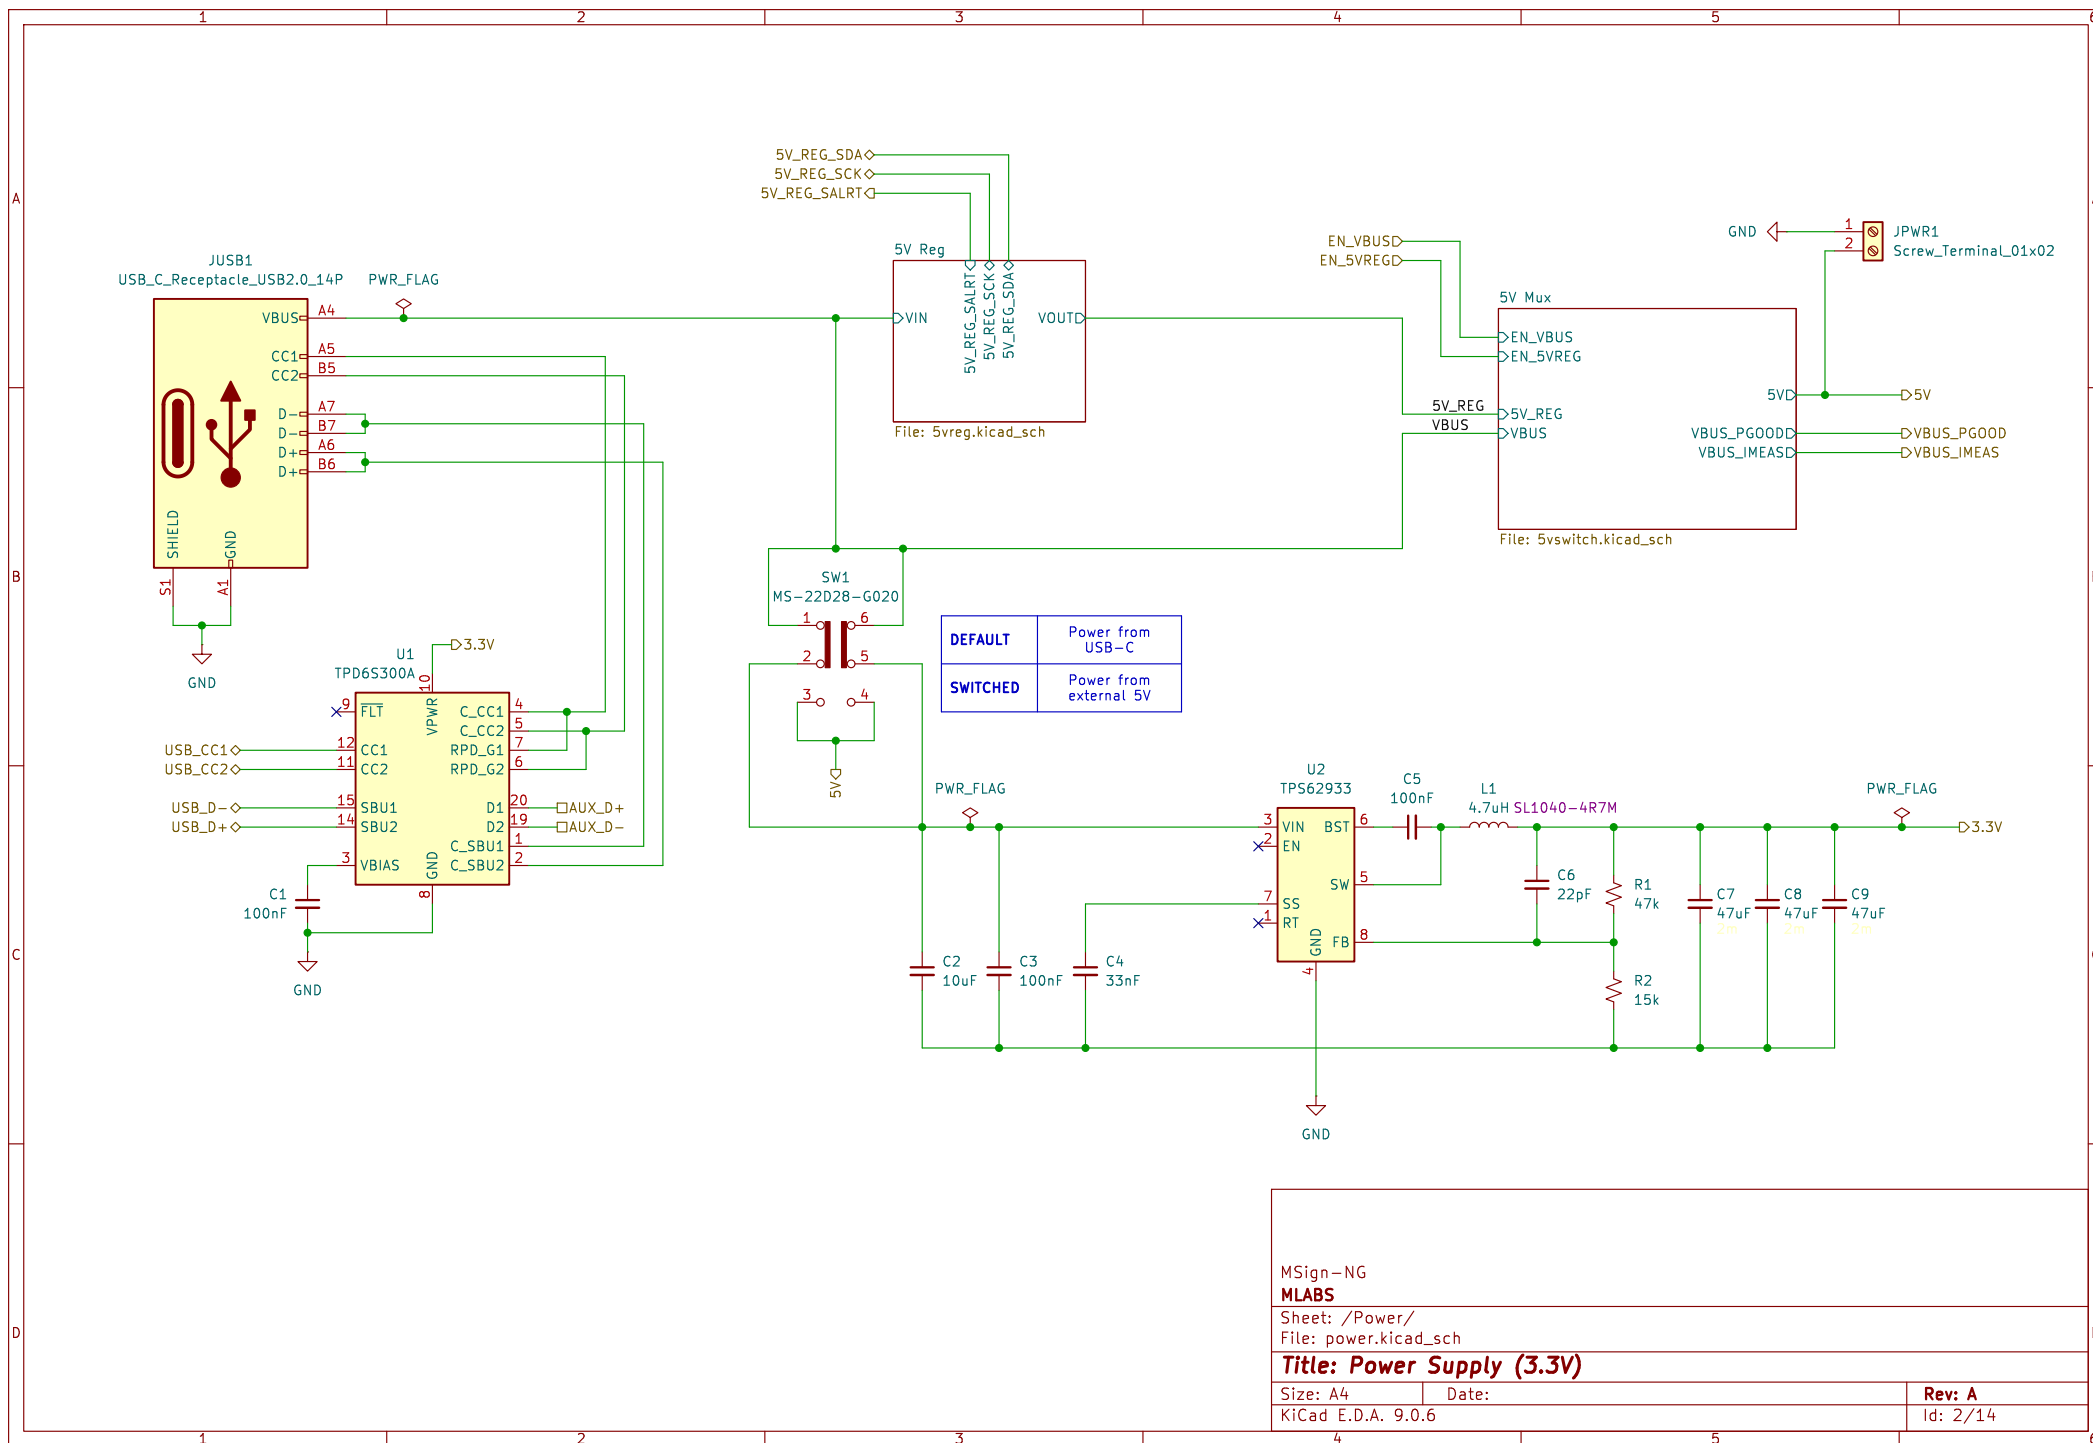 1 2 3 4 5 6
A
B
C
D
5V_REG_SDA
5V_REG_SCK
5V_REG_SALRT
5V Reg
VIN
5V_REG_SALRT
5V_REG_SCK
5V_REG_SDA
VOUT
File: 5vreg.kicad_sch
JUSB1
USB_C_Receptacle_USB2.0_14P
PWR_FLAG
VBUS A4
CC1 A5
CC2 B5
D- A7
D- B7
D+ A6
D+ B6
SHIELD
GND
S1
A1
GND
EN_VBUS
EN_5VREG
GND
1
2
JPWR1
Screw_Terminal_01x02
5V Mux
EN_VBUS
EN_5VREG
5V_REG
VBUS
5V_REG
VBUS
5V
VBUS_PGOOD
VBUS_IMEAS
5V
VBUS_PGOOD
VBUS_IMEAS
File: 5vswitch.kicad_sch
SW1
MS-22D28-G020
1 6
2 5
3 4
5V
DEFAULT
Power from
USB-C
SWITCHED
Power from
external 5V
3.3V
U1
TPD6S300A
10
VPWR
9 FLT
12 CC1
11 CC2
15 SBU1
14 SBU2
3 VBIAS
GND
8
C_CC1 4
C_CC2 5
RPD_G1 7
RPD_G2 6
D1 20
D2 19
C_SBU1 1
C_SBU2 2
USB_CC1
USB_CC2
USB_D-
USB_D+
AUX_D+
AUX_D-
C1
100nF
GND
PWR_FLAG
C2
10uF
C3
100nF
C4
33nF
U2
TPS62933
3 VIN
2 EN
7 SS
1 RT
GND
4
BST 6
SW 5
FB 8
GND
C5
100nF
L1
4.7uH SL1040-4R7M
C6
22pF
R1
47k
R2
15k
C7
47uF
2m
C8
47uF
2m
C9
47uF
2m
PWR_FLAG
3.3V
MSign-NG
MLABS
Sheet: /Power/
File: power.kicad_sch
Title: Power Supply (3.3V)
Size: A4 Date: Rev: A
KiCad E.D.A. 9.0.6 Id: 2/14
1 2 3 4 5 6